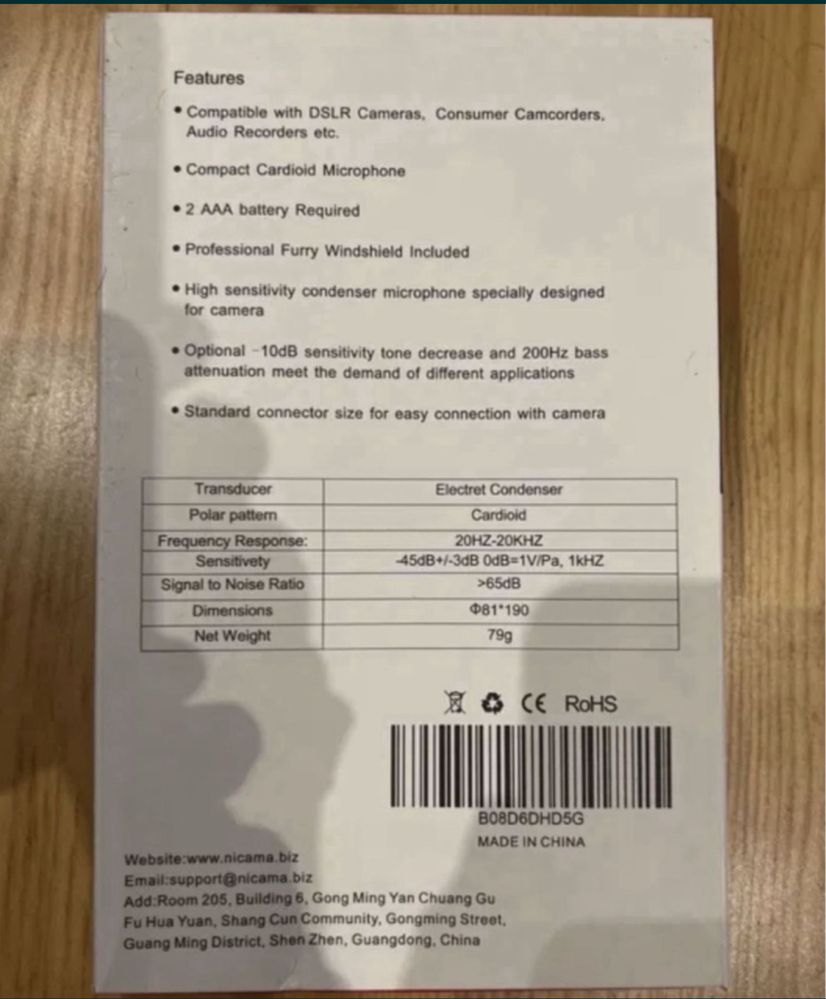 Features
• Compatible with DSLR Cameras, Consumer Camcorders,
Audio Recorders etc.
• Compact Cardioid Microphone
• 2 AAA battery Required
• Professional Furry Windshield Included
• High sensitivity condenser microphone specially designed
for camera
• Optional -10dB sensitivity tone decrease and 200Hz bass
attenuation meet the demand of different applications
• Standard connector size for easy connection with camera
Transducer Electret Condenser
Polar pattern Cardioid
Frequency Response: 20HZ-20KHZ
Sensitivety -45dB+/-3dB 0dB=1V/Pa, 1kHZ
Signal to Noise Ratio >65dB
Dimensions Φ81*190
Net Weight 79g
CE RoHS
B08D6DHD5G
MADE IN CHINA
Website:www.nicama.biz
Email:support@nicama.biz
Add:Room 205, Building 6, Gong Ming Yan Chuang Gu
Fu Hua Yuan, Shang Cun Community, Gongming Street,
Guang Ming District, Shen Zhen, Guangdong, China